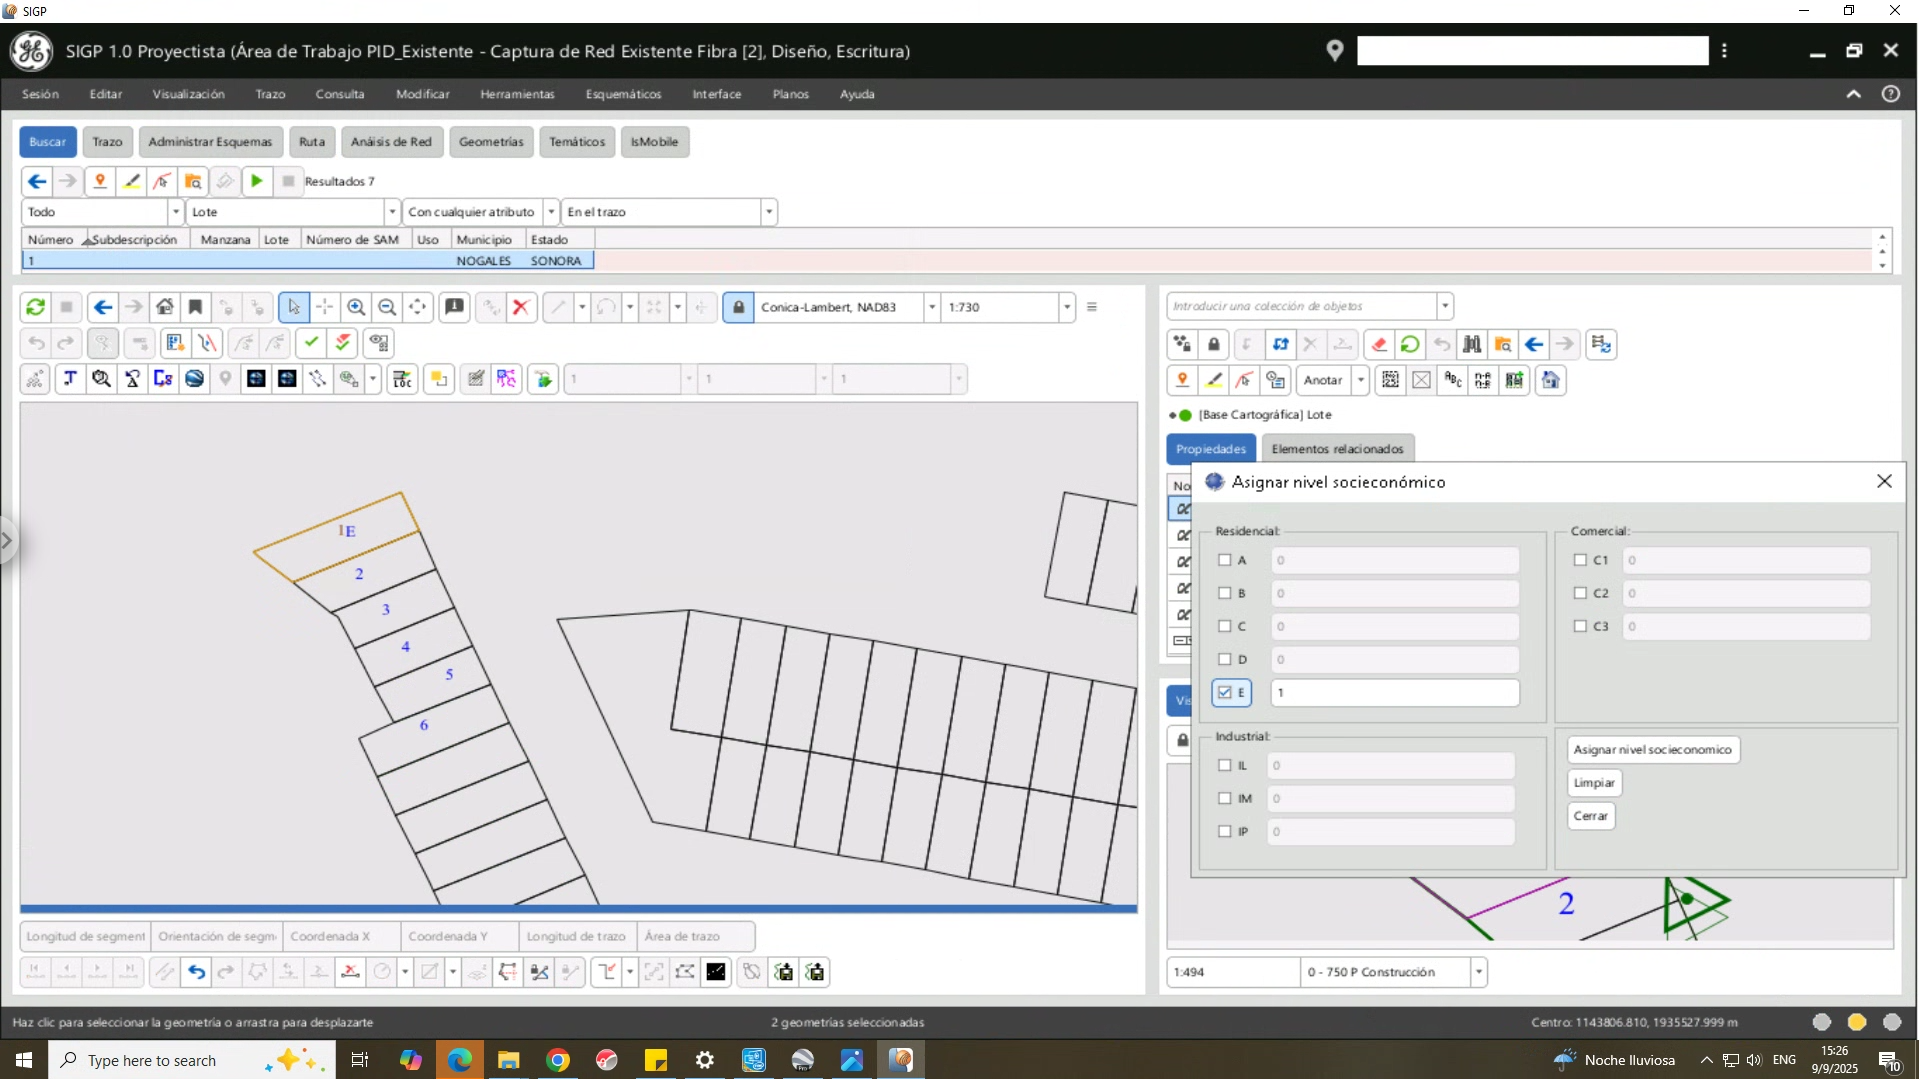 SIGP
SIGP 1.0 Proyectista (Área de Trabajo PID_Existente - Captura de Red Existente Fibra [2], Diseño, Escritura)
Sesión Editar Visualización Trazo Consulta Modificar Herramientas Esquemáticos Interface Planos Ayuda
Buscar Trazo Administrar Esquemas Ruta Análisis de Red Geometrías Temáticos IsMobile
Resultados 7
Todo Lote Con cualquier atributo En el trazo
Número Subdescripción Manzana Lote Número de SAM Uso Municipio Estado
1 NOGALES SONORA
Conica-Lambert, NAD83 1:730
LOC 1 1 1
1E
2
3
4
5
6
Longitud de segment Orientación de segm Coordenada X Coordenada Y Longitud de trazo Área de trazo
Introducir una colección de objetos
Anotar
[Base Cartográfica] Lote
Propiedades Elementos relacionados
No
Vis
Asignar nivel socieconómico
Residencial:
A 0
B 0
C 0
D 0
E 1
Comercial:
C1 0
C2 0
C3 0
Industrial:
IL 0
IM 0
IP 0
Asignar nivel socieconomico
Limpiar
Cerrar
2
1:494 0 - 750 P Construcción
Haz clic para seleccionar la geometría o arrastra para desplazarte 2 geometrías seleccionadas Centro: 1143806.810, 1935527.999 m
Type here to search Noche lluviosa ENG 15:26
9/9/2025 10